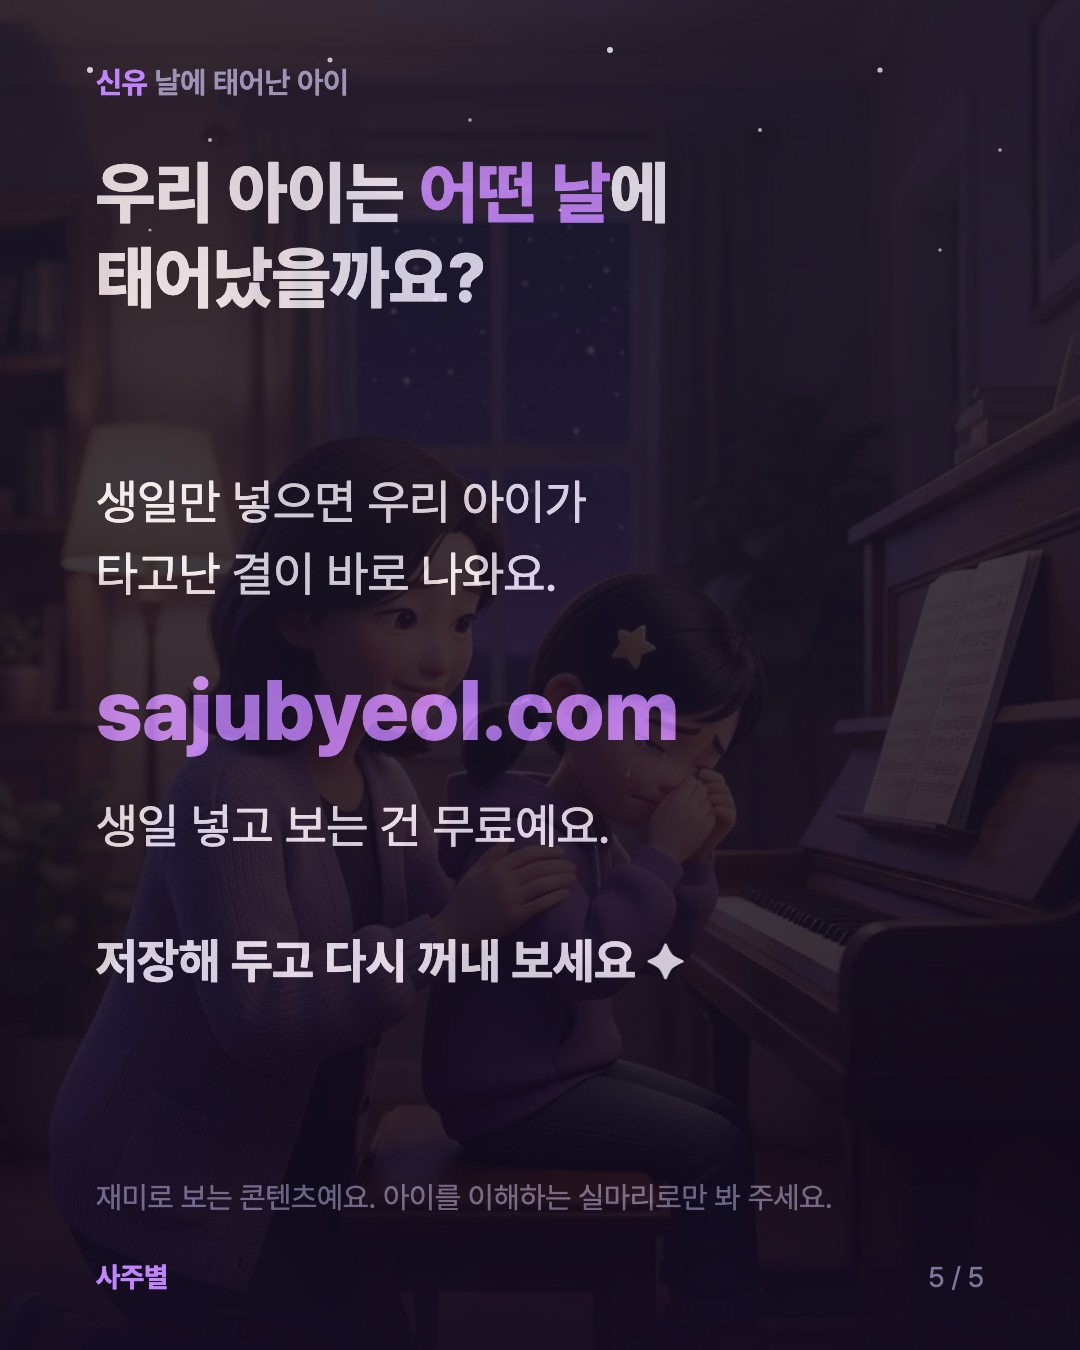 신유 날에 태어난 아이
우리 아이는 어떤 날에
태어났을까요?
생일만 넣으면 우리 아이가
타고난 결이 바로 나와요.
sajubyeol.com
생일 넣고 보는 건 무료예요.
저장해 두고 다시 꺼내 보세요 ✦
재미로 보는 콘텐츠예요. 아이를 이해하는 실마리로만 봐 주세요.
사주별
5 / 5